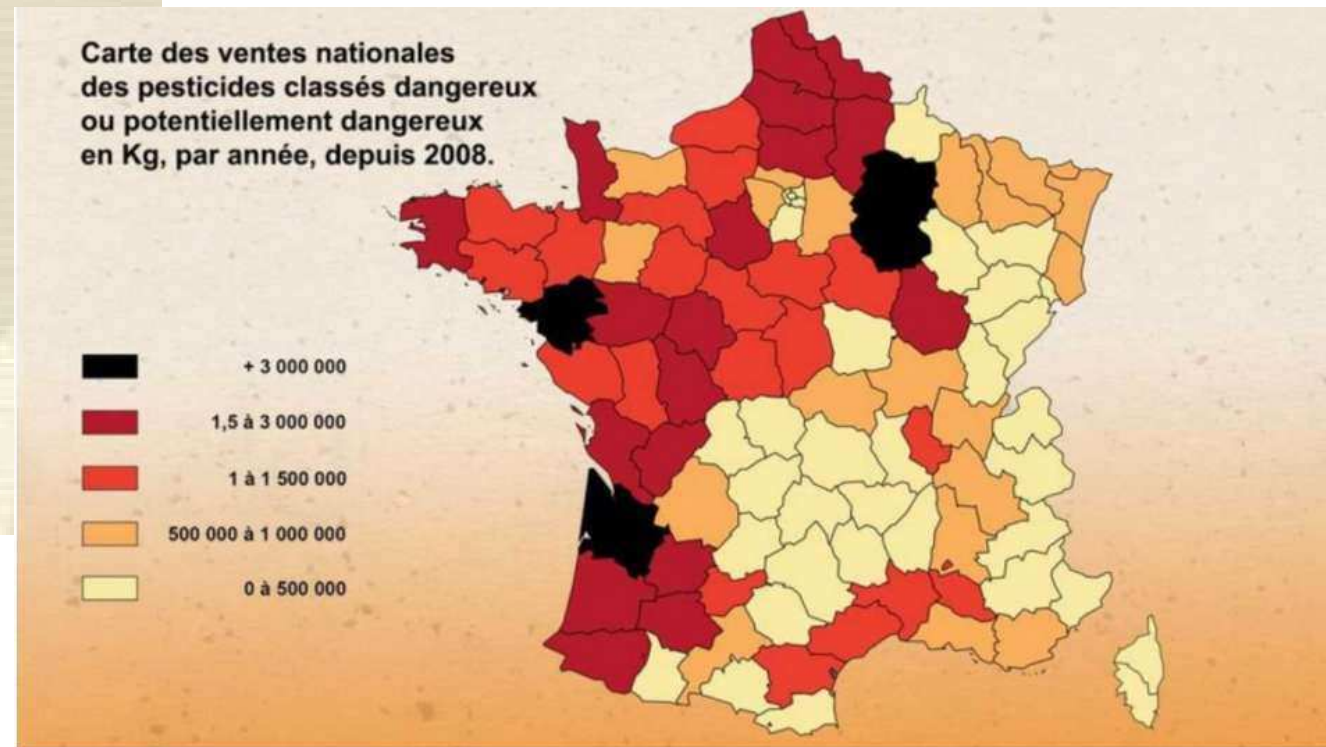 Carte des ventes nationales
des pesticides classés dangereux
ou potentiellement dangereux
en Kg, par année, depuis 2008.
+ 3 000 000
1,5 à 3 000 000
1 à 1 500 000
500 000 à 1 000 000
0 à 500 000